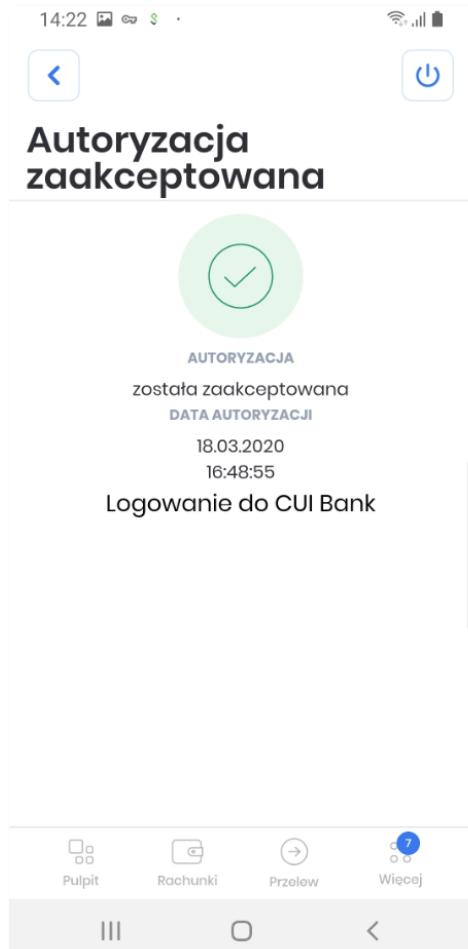 14:22
Autoryzacja
zaakceptowana
AUTORYZACJA
została zaakceptowana
DATA AUTORYZACJI
18.03.2020
16:48:55
Logowanie do CUI Bank
7
Pulpit Rachunki Przelew Więcej